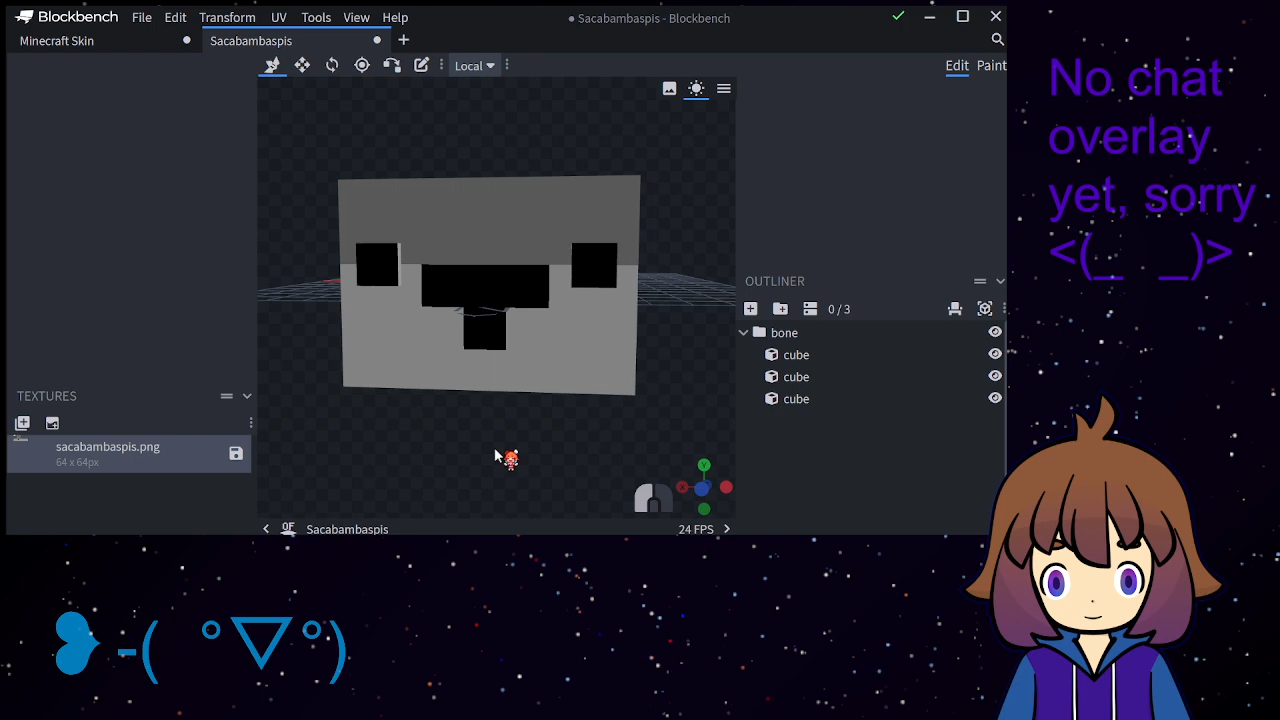 Blockbench File Edit Transform UV Tools View Help
● Sacabambaspis - Blockbench
Minecraft Skin Sacabambaspis
Local
Edit Paint
OUTLINER
0 / 3
bone
cube
cube
cube
TEXTURES
sacabambaspis.png
64 x 64px
Y
X
Sacabambaspis
24 FPS
No chat
overlay
yet, sorry
<(_ _)>
❥-( °▽°)